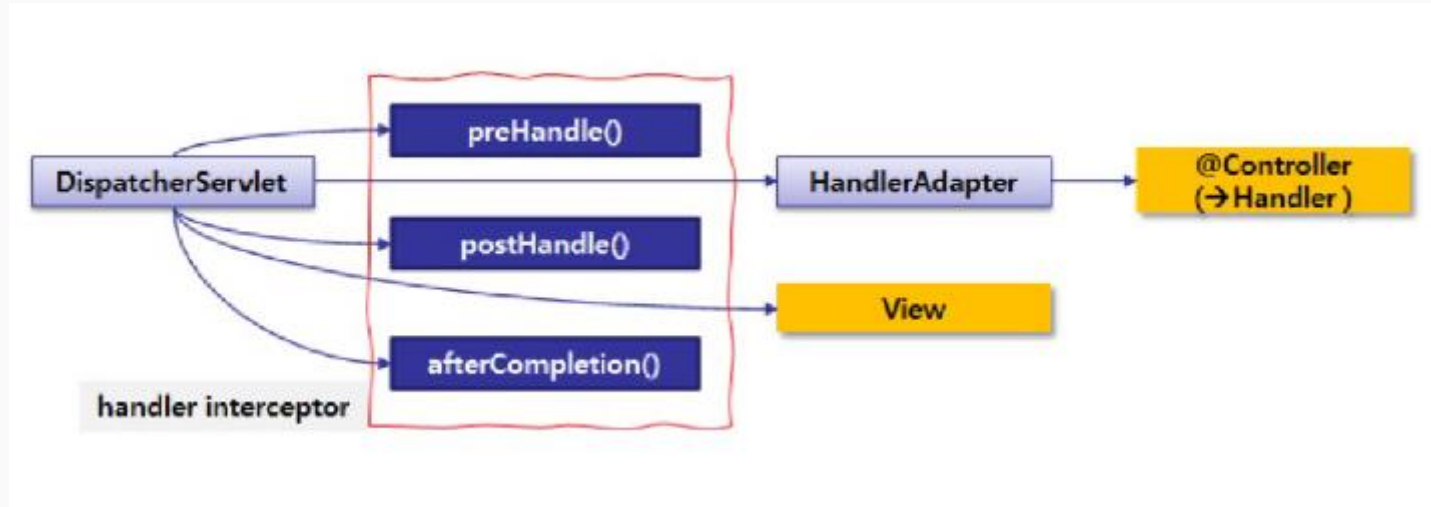 preHandle()
DispatcherServlet
HandlerAdapter
@Controller
(→Handler )
postHandle()
View
afterCompletion()
handler interceptor